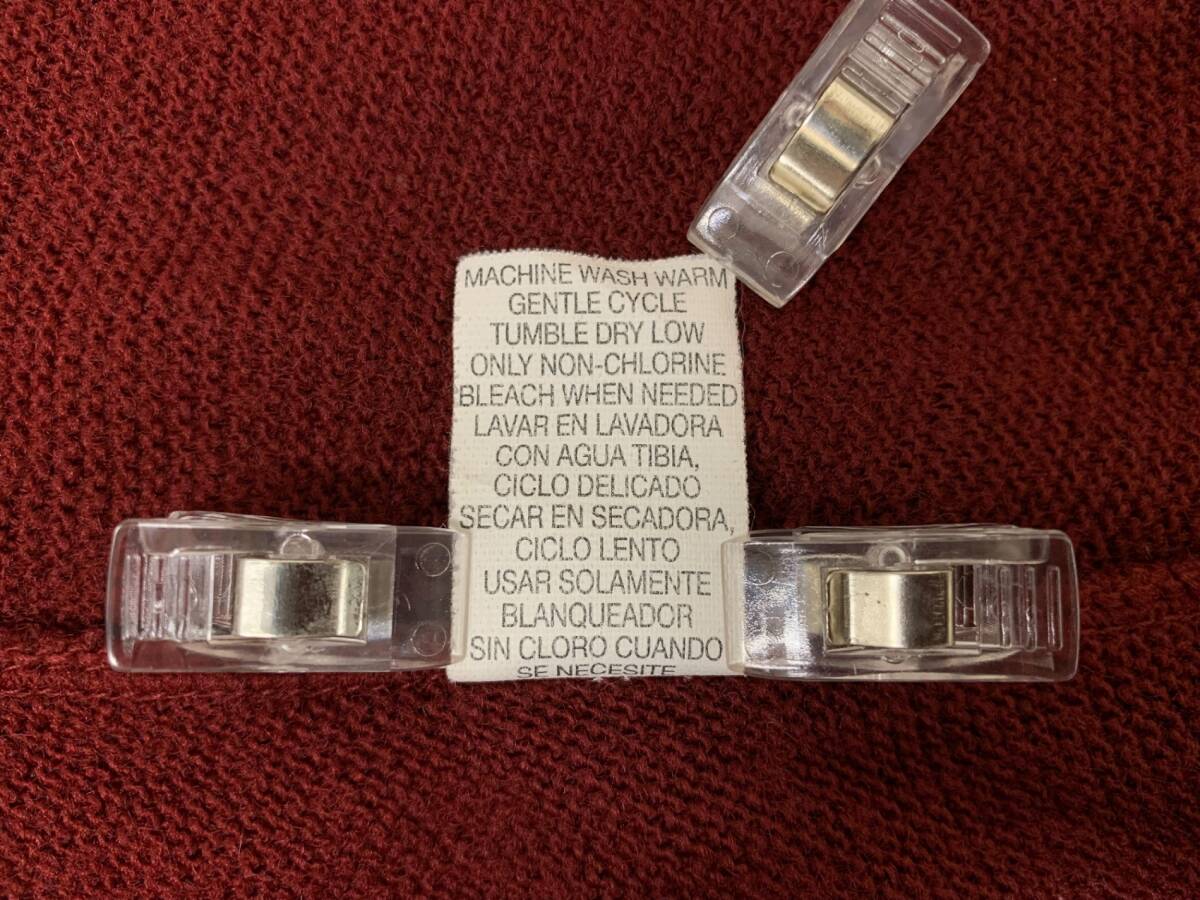 MACHINE WASH WARM
GENTLE CYCLE
TUMBLE DRY LOW
ONLY NON-CHLORINE
BLEACH WHEN NEEDED
LAVAR EN LAVADORA
CON AGUA TIBIA,
CICLO DELICADO
SECAR EN SECADORA,
CICLO LENTO
USAR SOLAMENTE
BLANQUEADOR
SIN CLORO CUANDO
SE NECESITE